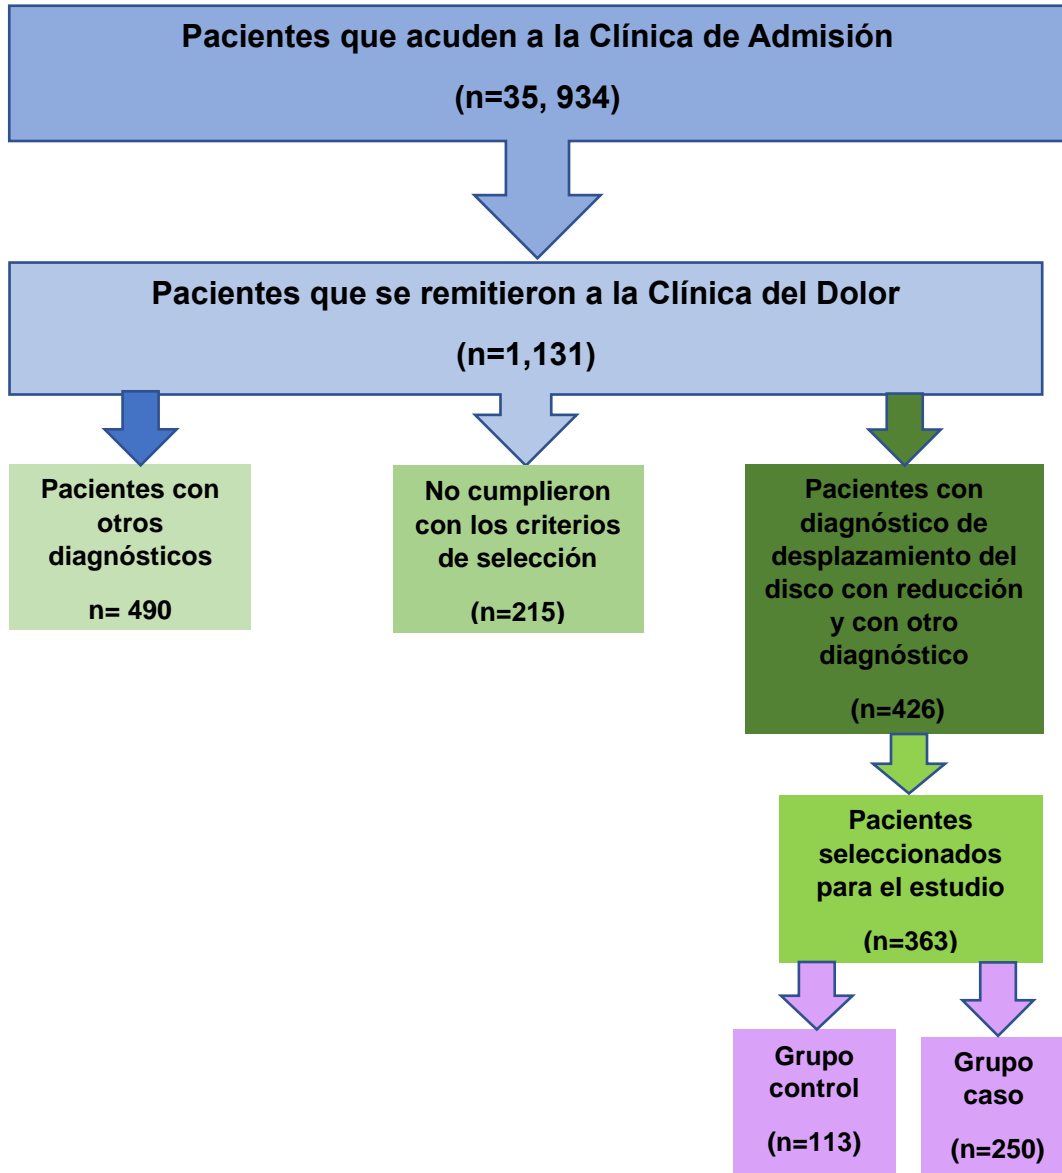 Pacientes que acuden a la Clínica de Admisión
(n=35, 934)
Pacientes que se remitieron a la Clínica del Dolor
(n=1,131)
Pacientes con
otros
diagnósticos
n= 490
No cumplieron
con los criterios
de selección
(n=215)
Pacientes con
diagnóstico de
desplazamiento del
disco con reducción
y con otro
diagnóstico
(n=426)
Pacientes
seleccionados
para el estudio
(n=363)
Grupo
control
(n=113)
Grupo
caso
(n=250)